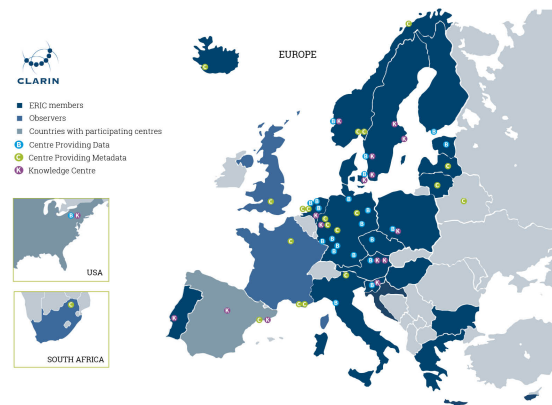 EUROPE
CLARIN
ERIC members
Observers
Countries with participating centres
B Centre Providing Data
C Centre Providing Metadata
K Knowledge Centre
B K
USA
C
SOUTH AFRICA